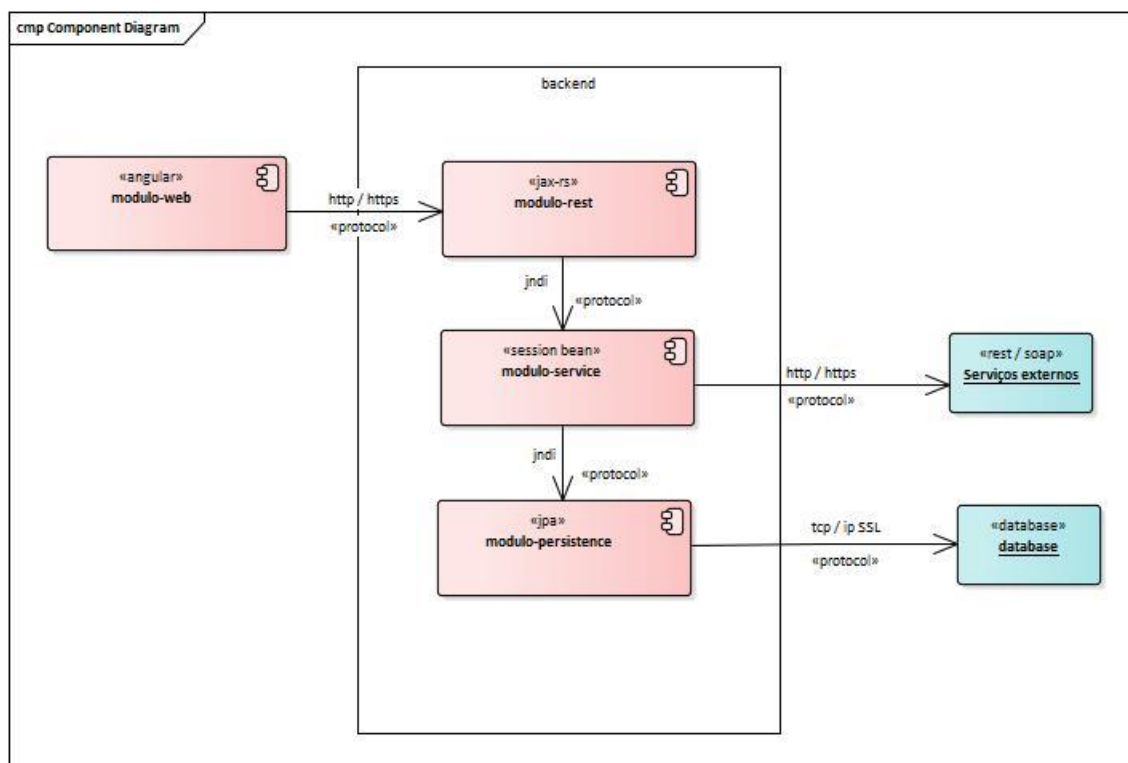 cmp Component Diagram
backend
«angular»
modulo-web
http / https
«protocol»
«jax-rs»
modulo-rest
jndi
«protocol»
«session bean»
modulo-service
http / https
«protocol»
«rest / soap»
Serviços externos
jndi
«protocol»
«jpa»
modulo-persistence
tcp / ip SSL
«protocol»
«database»
database